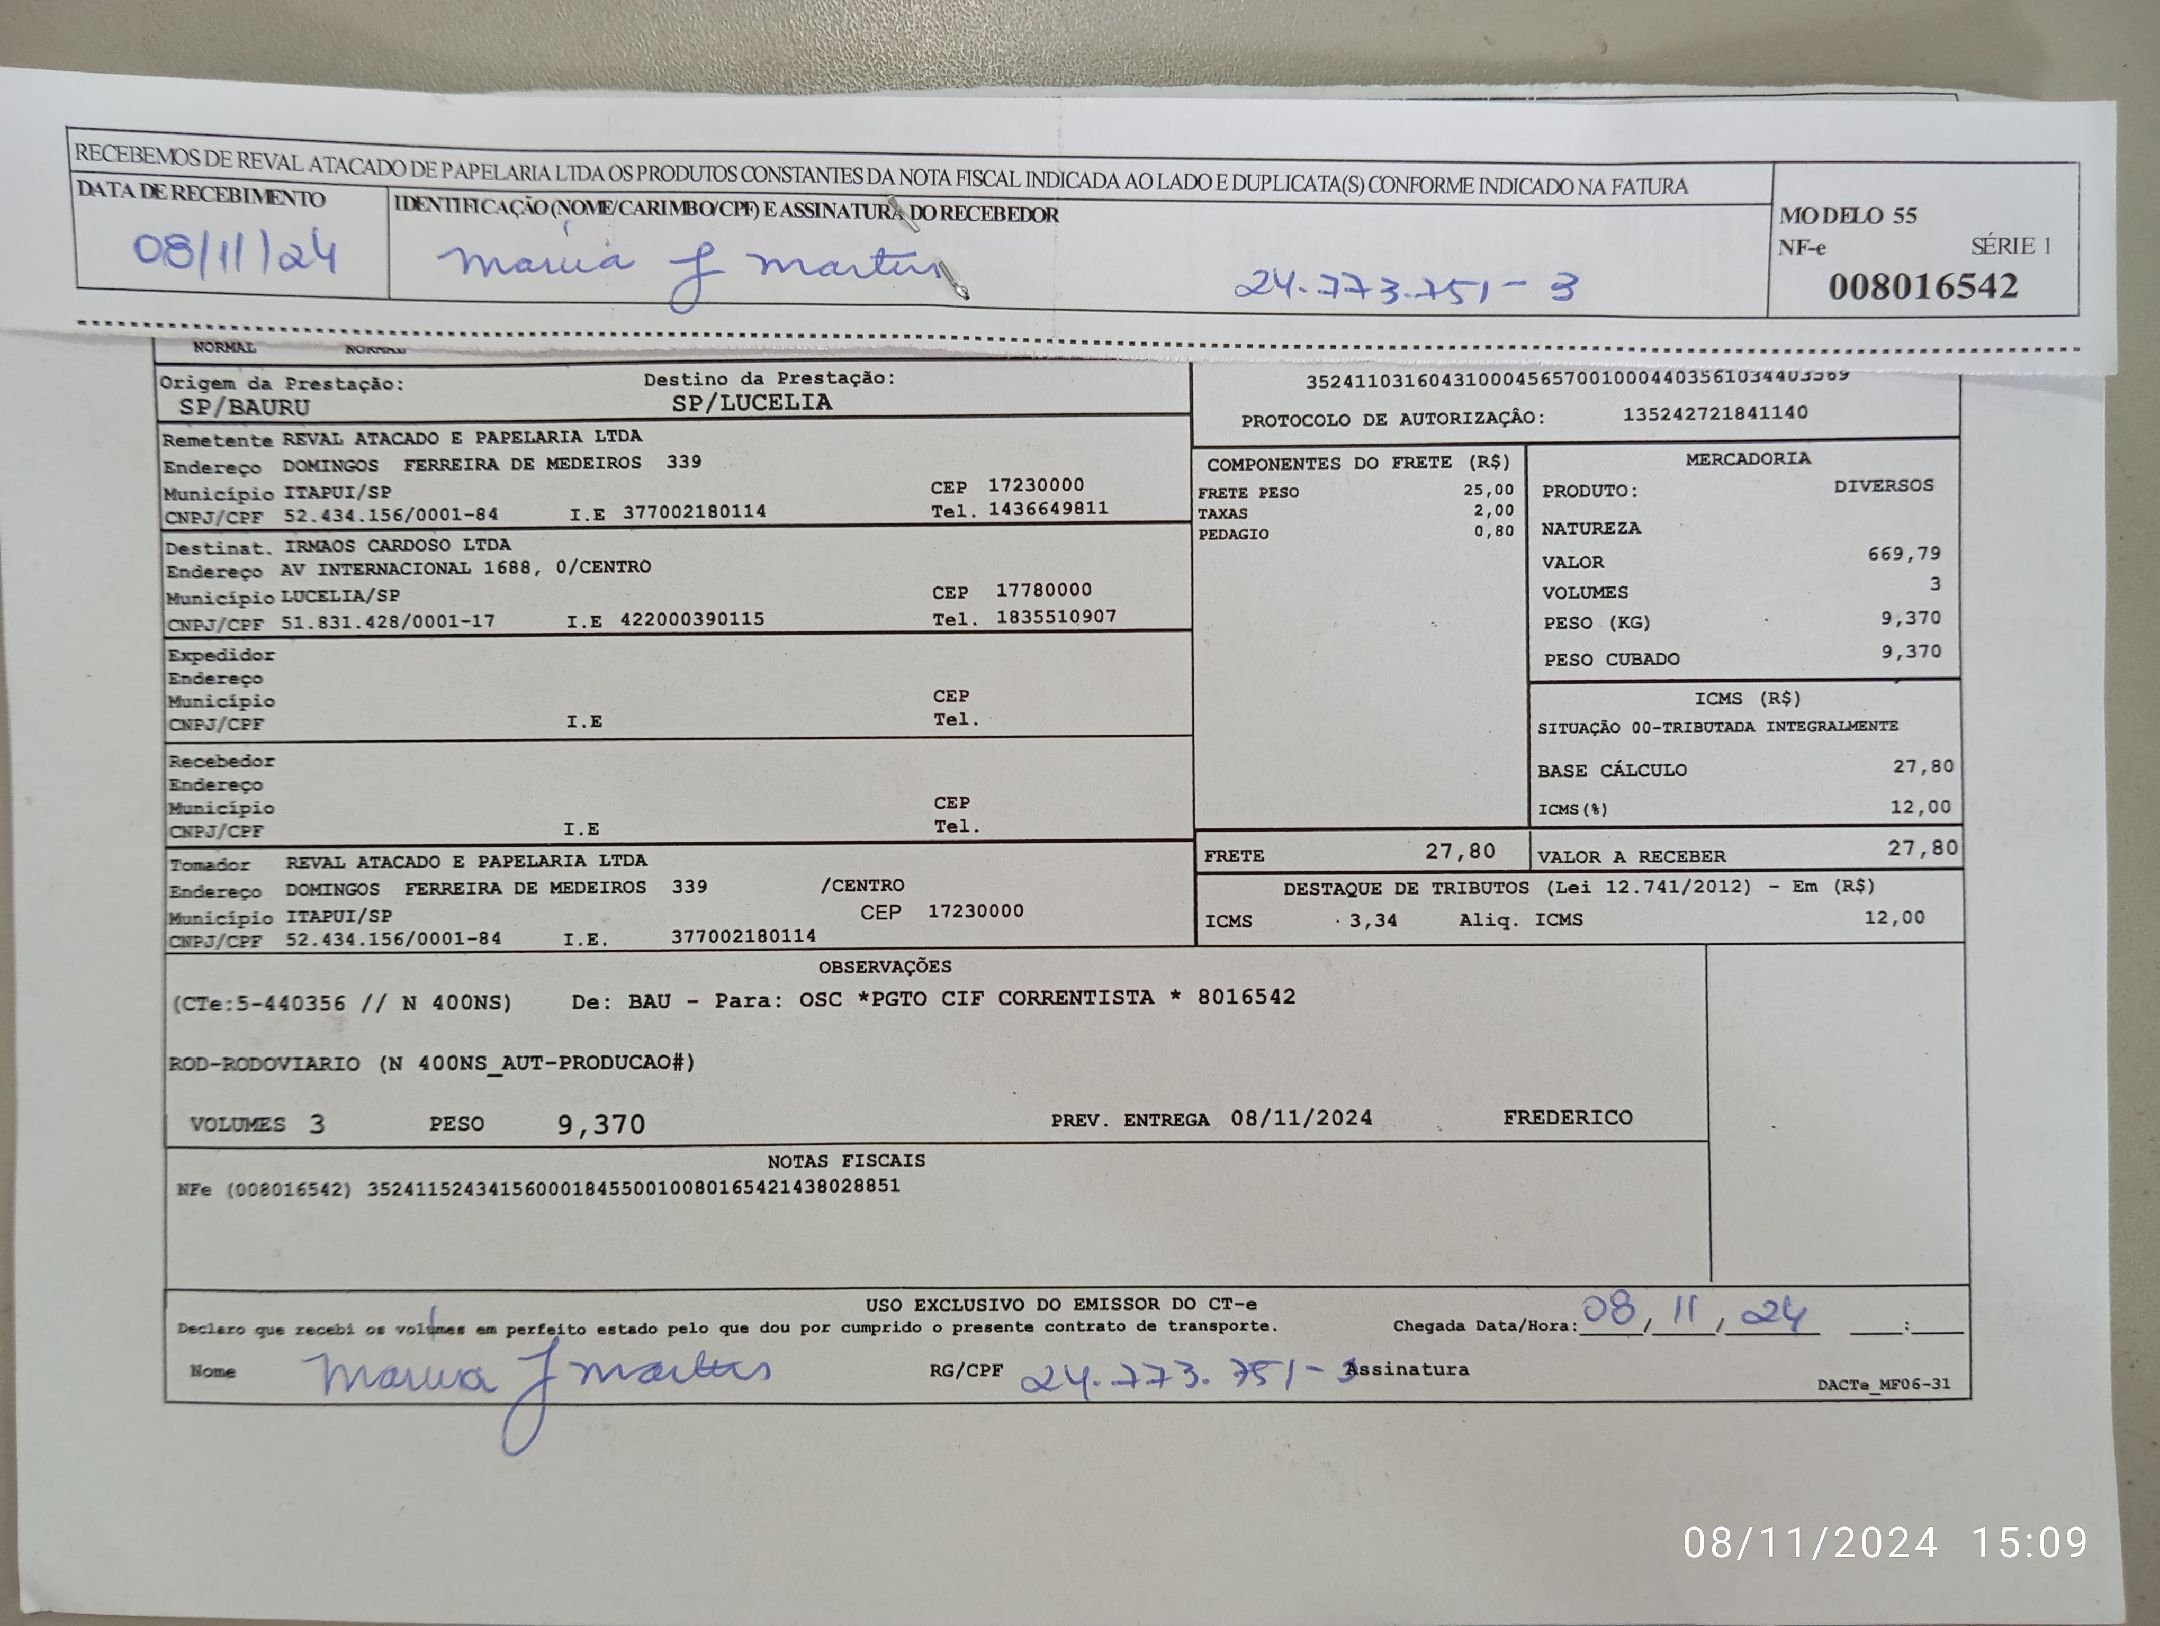 RECEBEMOS DE REVAL ATACADO DE PAPELARIA LTDA OS PRODUTOS CONSTANTES DA NOTA FISCAL INDICADA AO LADO E DUPLICATA(S) CONFORME INDICADO NA FATURA
DATA DE RECEBIMENTO
08/11/24
IDENTIFICAÇÃO (NOME/CARIMBO/CPF) E ASSINATURA DO RECEBEDOR
Maria J Martins 24.773.751-3
MODELO 55
NF-e SÉRIE 1
008016542
NORMAL NORMAL
Origem da Prestação: Destino da Prestação:
SP/BAURU SP/LUCELIA
35241103160431000456570010004403561034403569
PROTOCOLO DE AUTORIZAÇÃO: 135242721841140
Remetente REVAL ATACADO E PAPELARIA LTDA
Endereço DOMINGOS FERREIRA DE MEDEIROS 339
Município ITAPUI/SP CEP 17230000
CNPJ/CPF 52.434.156/0001-84 I.E 377002180114 Tel. 1436649811
Destinat. IRMAOS CARDOSO LTDA
Endereço AV INTERNACIONAL 1688, 0/CENTRO
Município LUCELIA/SP CEP 17780000
CNPJ/CPF 51.831.428/0001-17 I.E 422000390115 Tel. 1835510907
Expedidor
Endereço
Município CEP
CNPJ/CPF I.E Tel.
Recebedor
Endereço
Município CEP
CNPJ/CPF I.E Tel.
Tomador REVAL ATACADO E PAPELARIA LTDA
Endereço DOMINGOS FERREIRA DE MEDEIROS 339 /CENTRO
Município ITAPUI/SP CEP 17230000
CNPJ/CPF 52.434.156/0001-84 I.E. 377002180114
COMPONENTES DO FRETE (R$)
FRETE PESO 25,00
TAXAS 2,00
PEDAGIO 0,80
MERCADORIA
PRODUTO: DIVERSOS
NATUREZA
VALOR 669,79
VOLUMES 3
PESO (KG) 9,370
PESO CUBADO 9,370
ICMS (R$)
SITUAÇÃO 00-TRIBUTADA INTEGRALMENTE
BASE CÁLCULO 27,80
ICMS(%) 12,00
FRETE 27,80 VALOR A RECEBER 27,80
DESTAQUE DE TRIBUTOS (Lei 12.741/2012) - Em (R$)
ICMS 3,34 Aliq. ICMS 12,00
OBSERVAÇÕES
(CTe:5-440356 // N 400NS) De: BAU - Para: OSC *PGTO CIF CORRENTISTA * 8016542
ROD-RODOVIARIO (N 400NS_AUT-PRODUCAO#)
VOLUMES 3 PESO 9,370 PREV. ENTREGA 08/11/2024 FREDERICO
NOTAS FISCAIS
NFe (008016542) 35241152434156000184550010080165421438028851
USO EXCLUSIVO DO EMISSOR DO CT-e
Declaro que recebi os volumes em perfeito estado pelo que dou por cumprido o presente contrato de transporte. Chegada Data/Hora: 08/11/24 __:__
Nome Maria J Martins RG/CPF 24.773.751-3 Assinatura
DACTe_MF06-31
08/11/2024 15:09